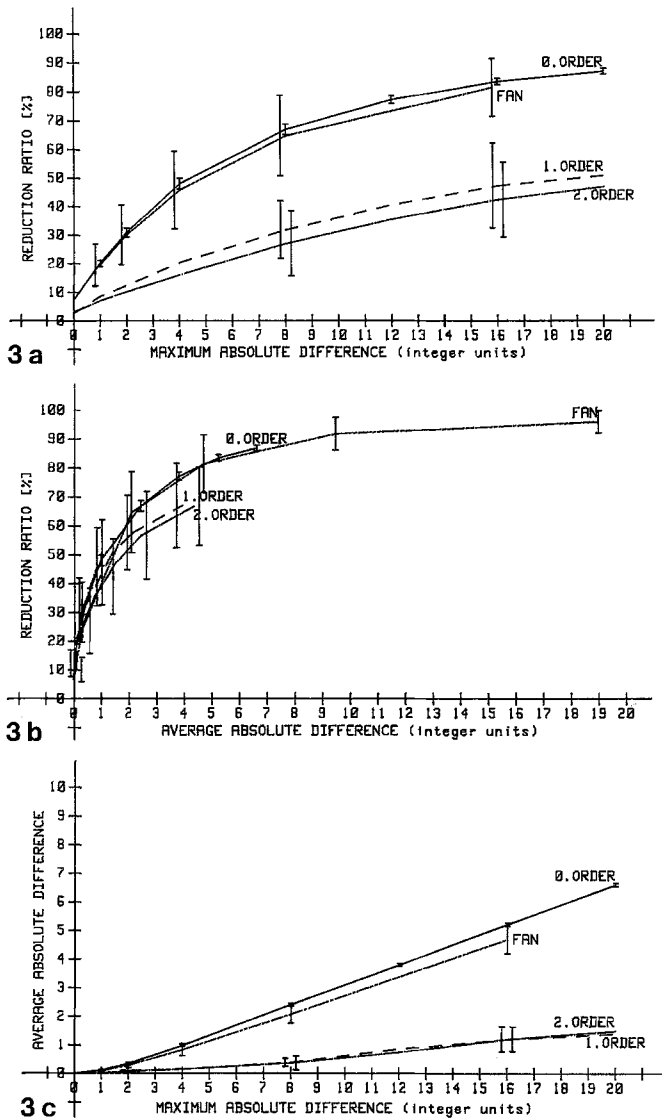 100
90
80
70
60
50
40
30
20
10
0
REDUCTION RATIO [%]
0.ORDER
FAN
1.ORDER
2.ORDER
0 1 2 3 4 5 6 7 8 9 10 11 12 13 14 15 16 17 18 19 20
MAXIMUM ABSOLUTE DIFFERENCE (integer units)
3a
100
90
80
70
60
50
40
30
20
10
0
REDUCTION RATIO [%]
FAN
0.ORDER
1.ORDER
2.ORDER
0 1 2 3 4 5 6 7 8 9 10 11 12 13 14 15 16 17 18 19 20
AVERAGE ABSOLUTE DIFFERENCE (integer units)
3b
10
9
8
7
6
5
4
3
2
1
0
AVERAGE ABSOLUTE DIFFERENCE
0.ORDER
FAN
2.ORDER
1.ORDER
0 1 2 3 4 5 6 7 8 9 10 11 12 13 14 15 16 17 18 19 20
MAXIMUM ABSOLUTE DIFFERENCE (integer units)
3c